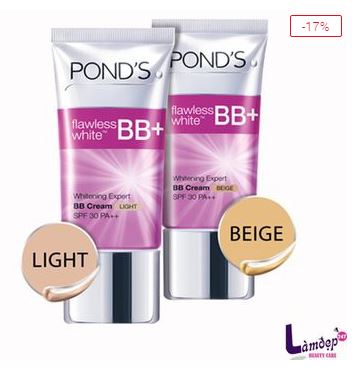 -17%
POND'S
flawless
white™ BB+
Whitening Expert
BB Cream LIGHT
SPF 30 PA++
POND'S
flawless
white™ BB+
Whitening Expert
BB Cream BEIGE
SPF 30 PA++
LIGHT
BEIGE
Làmđẹp 247
BEAUTY CARE